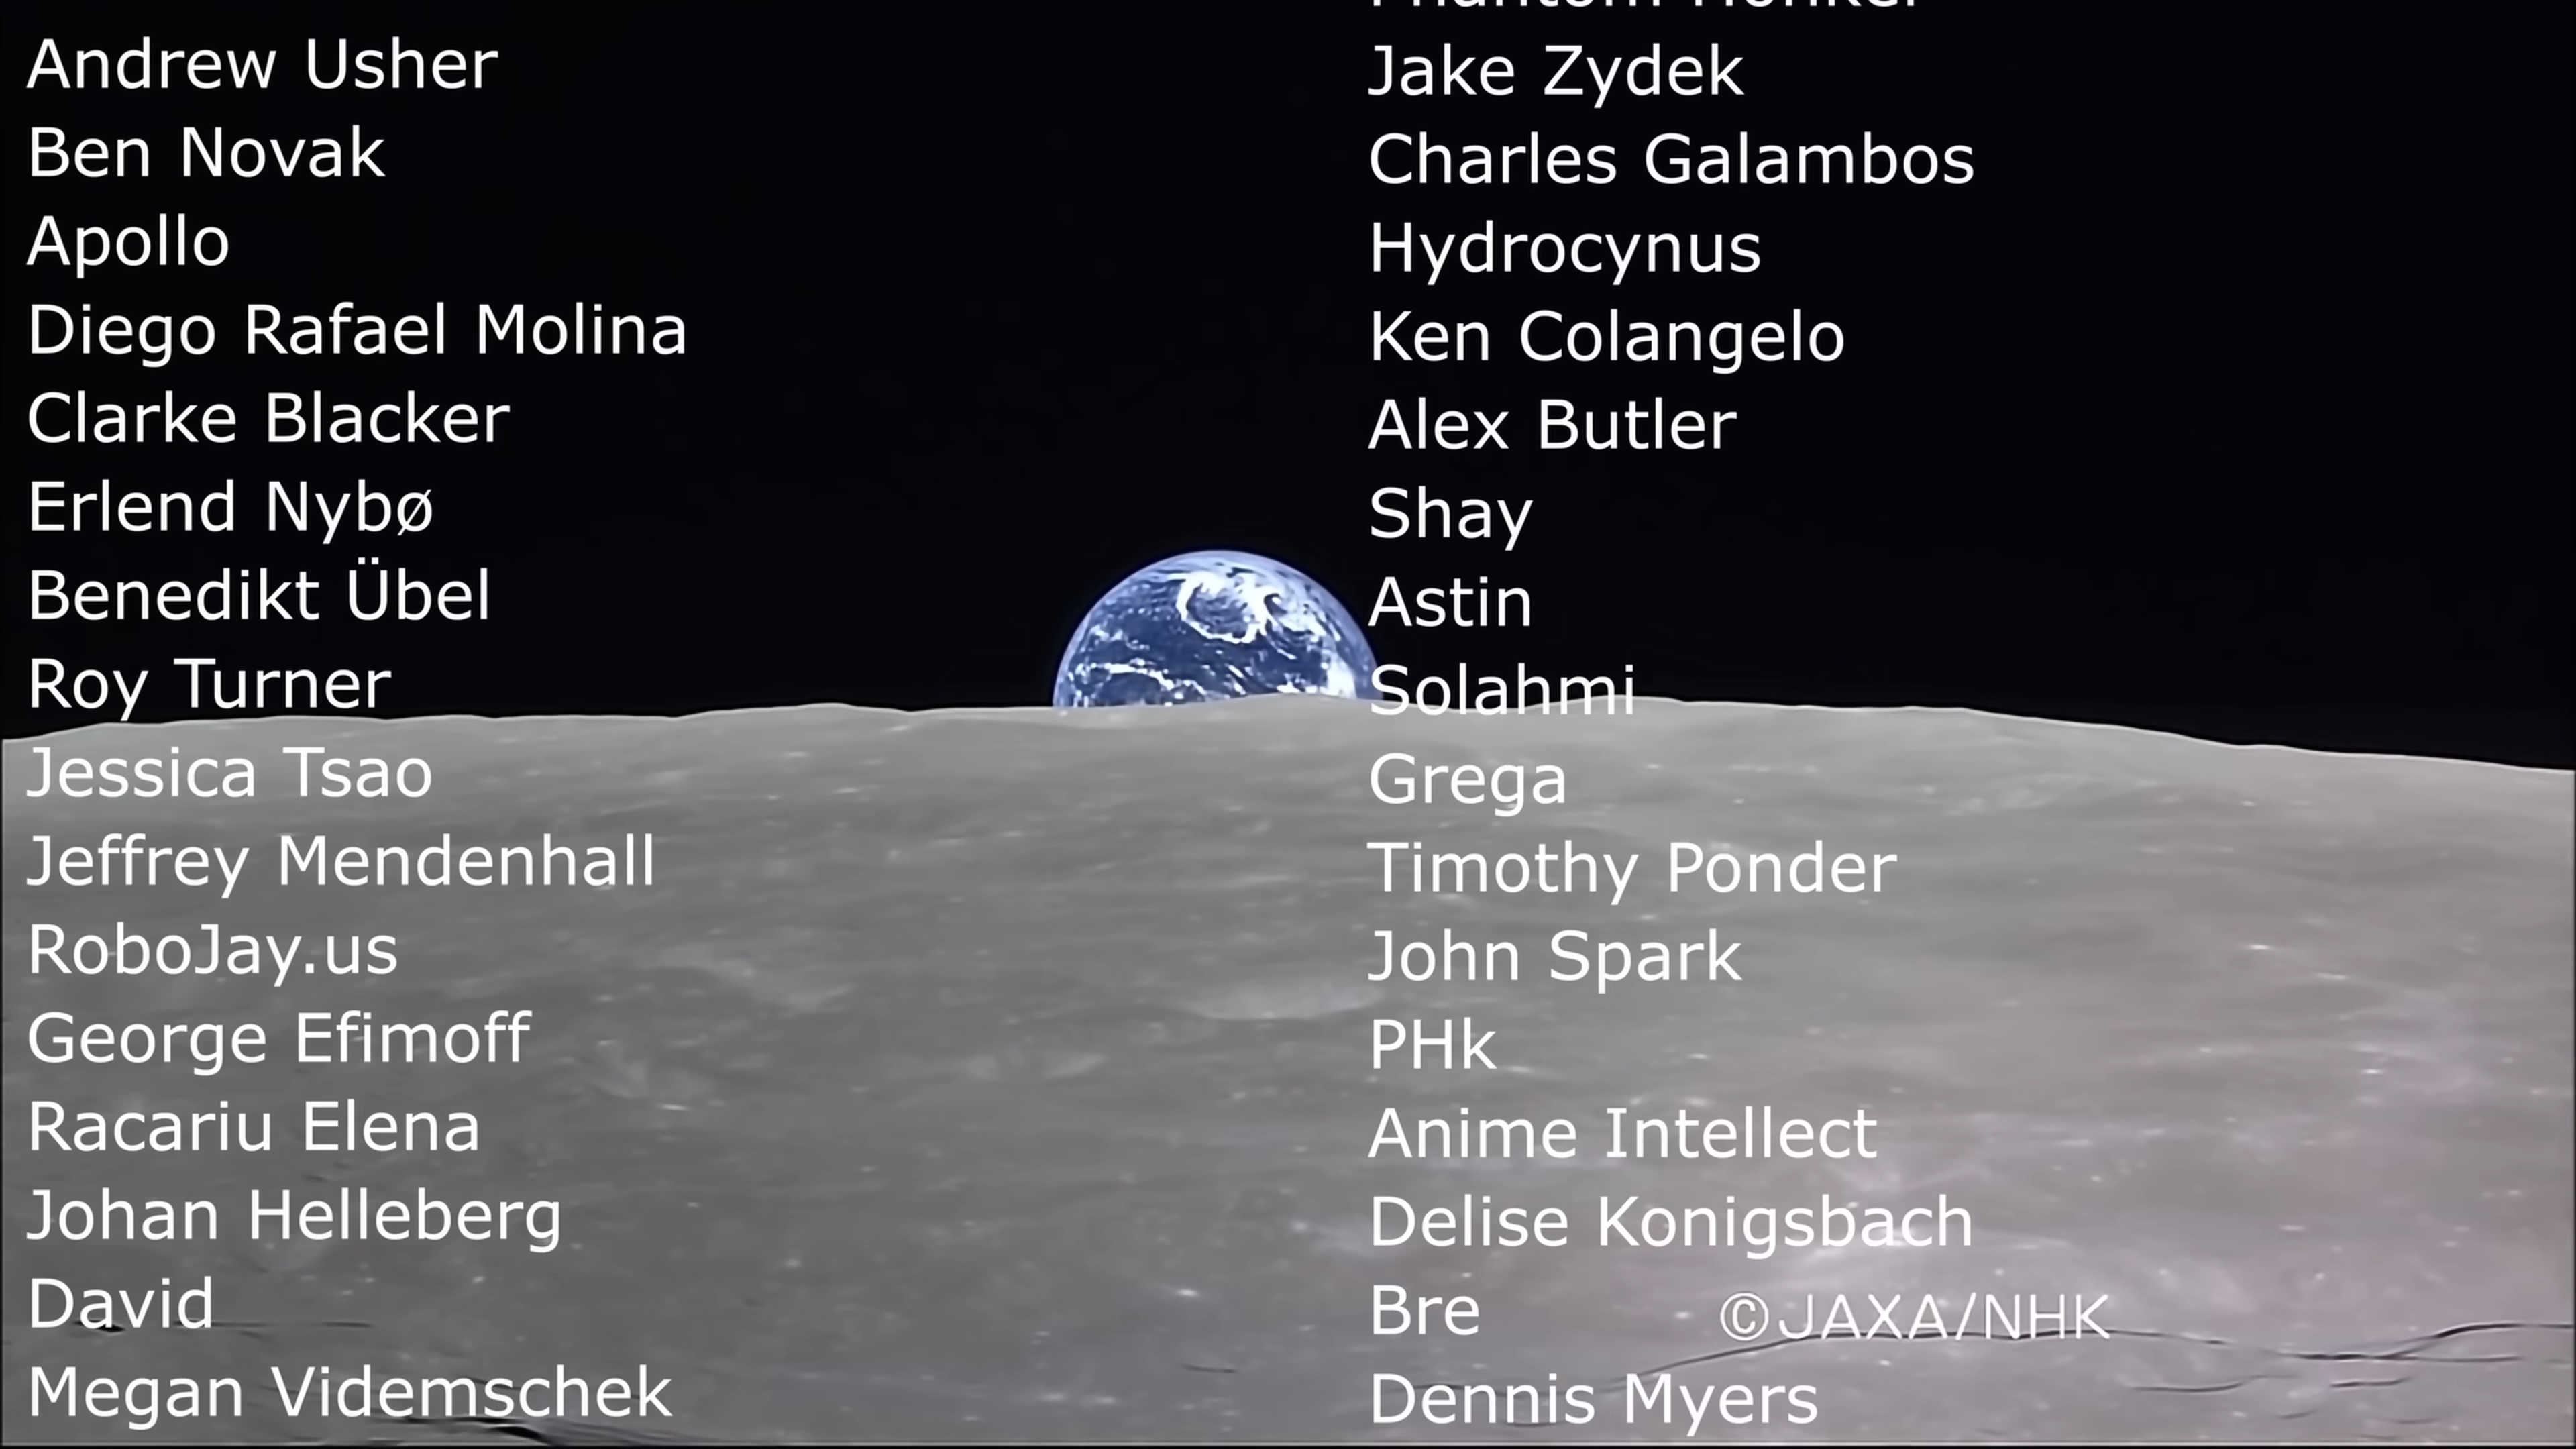 Andrew Usher
Ben Novak
Apollo
Diego Rafael Molina
Clarke Blacker
Erlend Nybø
Benedikt Übel
Roy Turner
Jessica Tsao
Jeffrey Mendenhall
RoboJay.us
George Efimoff
Racariu Elena
Johan Helleberg
David
Megan Videmschek
Jake Zydek
Charles Galambos
Hydrocynus
Ken Colangelo
Alex Butler
Shay
Astin
Solahmi
Grega
Timothy Ponder
John Spark
PHk
Anime Intellect
Delise Konigsbach
Bre
©JAXA/NHK
Dennis Myers